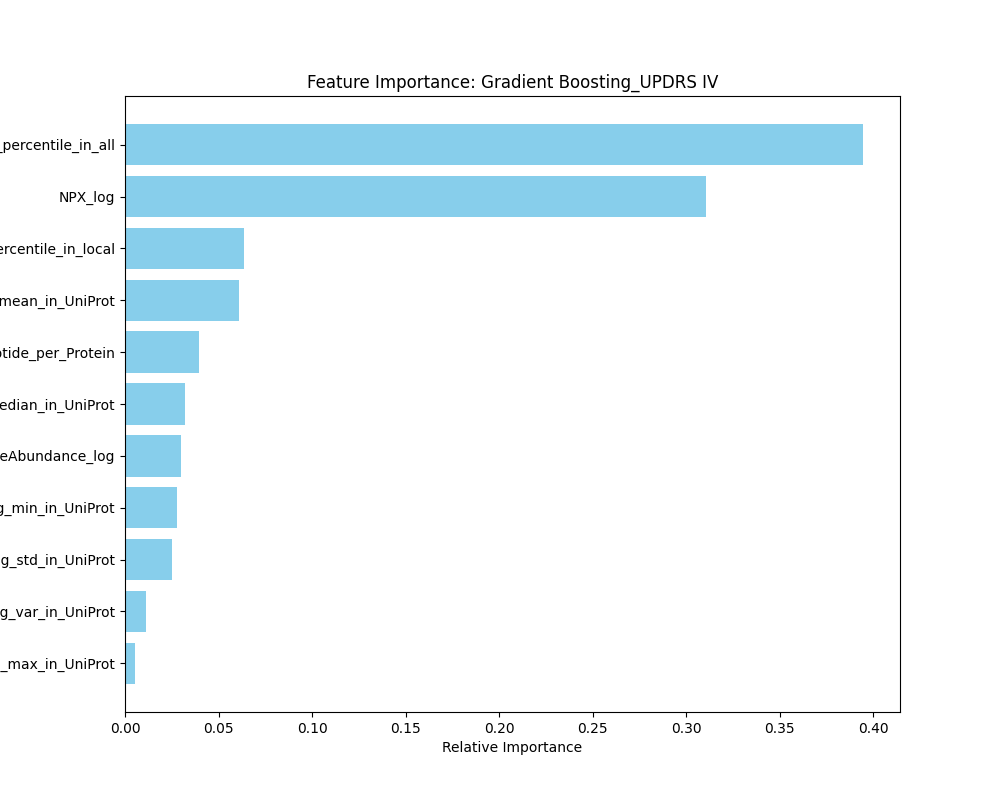 Feature Importance: Gradient Boosting_UPDRS IV
_percentile_in_all
NPX_log
ercentile_in_local
mean_in_UniProt
tide_per_Protein
edian_in_UniProt
eAbundance_log
g_min_in_UniProt
g_std_in_UniProt
g_var_in_UniProt
_max_in_UniProt
0.00 0.05 0.10 0.15 0.20 0.25 0.30 0.35 0.40
Relative Importance